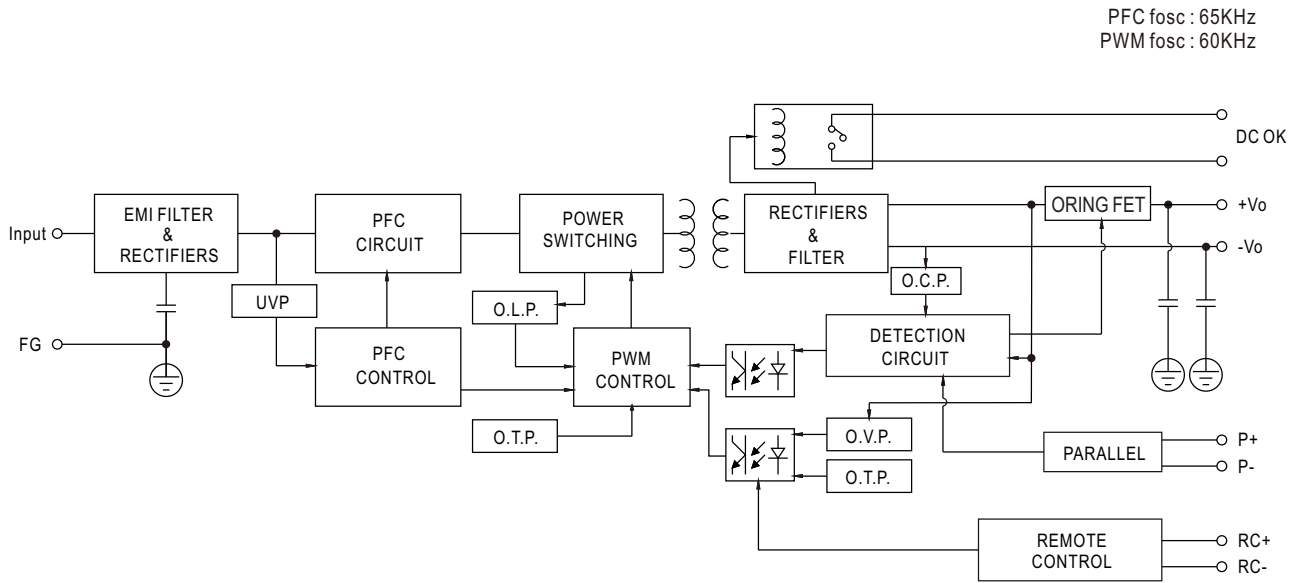 PFC fosc : 65KHz
PWM fosc : 60KHz
DC OK
EMI FILTER
&
RECTIFIERS
PFC
CIRCUIT
POWER
SWITCHING
RECTIFIERS
&
FILTER
ORING FET
+Vo
Input
-Vo
O.C.P.
UVP
O.L.P.
FG
PFC
CONTROL
PWM
CONTROL
DETECTION
CIRCUIT
O.T.P.
O.V.P.
O.T.P.
PARALLEL
P+
P-
REMOTE
CONTROL
RC+
RC-